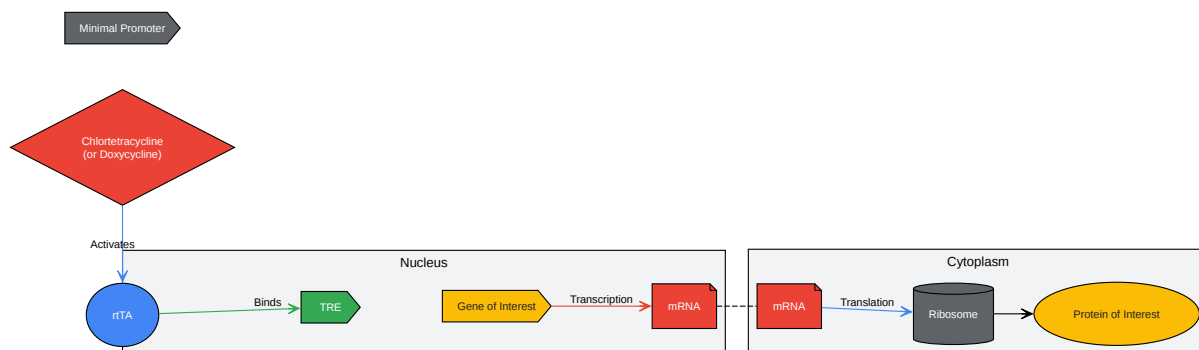 Minimal Promoter
Chlortetracycline
(or Doxycycline)
Activates
Nucleus
Cytoplasm
rtTA
Binds
TRE
Gene of Interest
Transcription
mRNA
mRNA
Translation
Ribosome
Protein of Interest